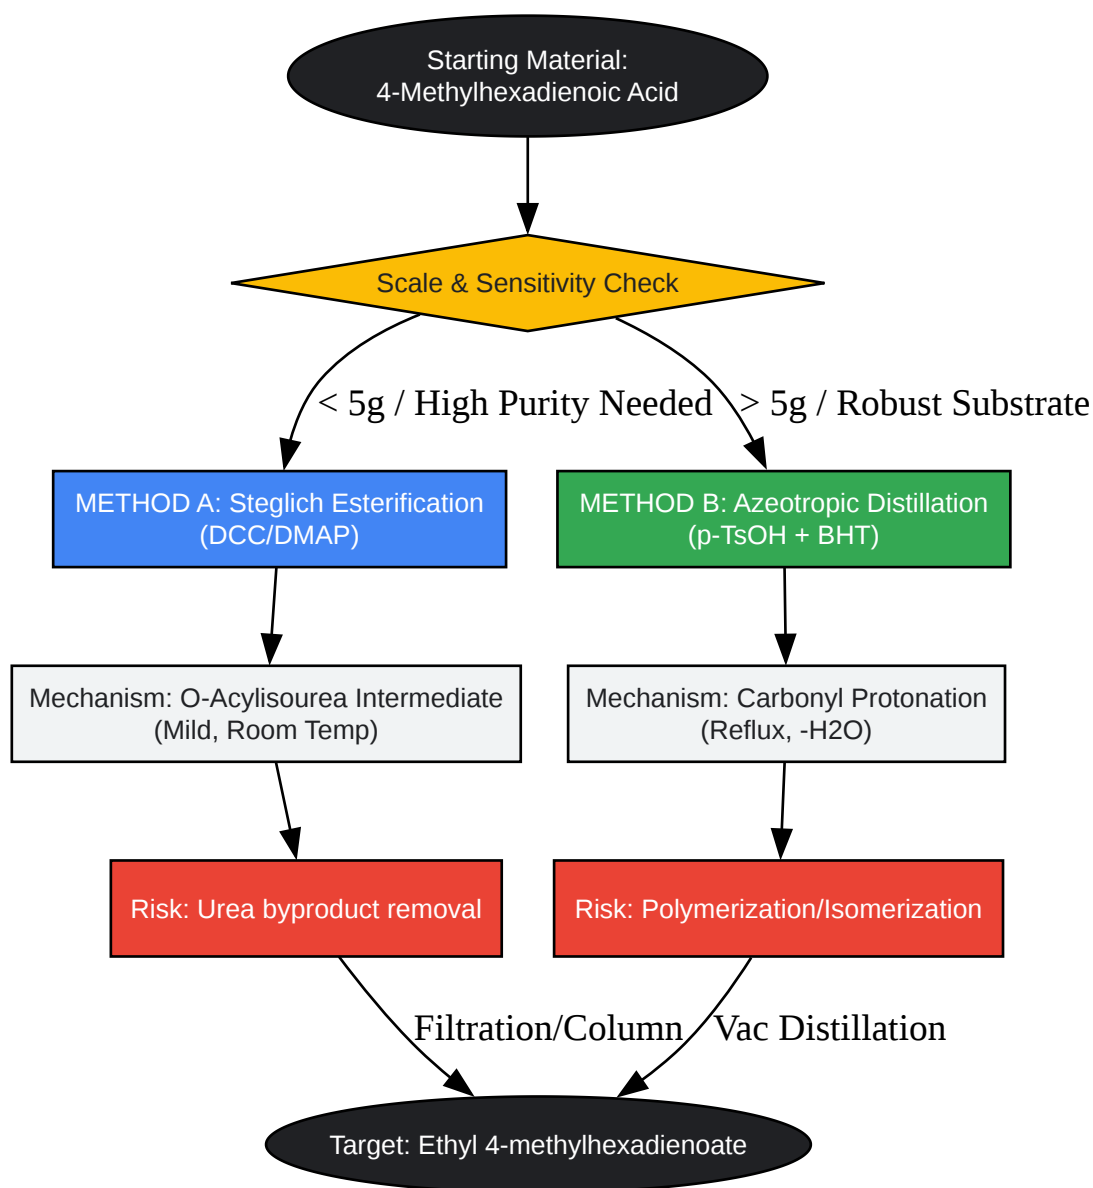 Starting Material:
4-Methylhexadienoic Acid
Scale & Sensitivity Check
< 5g / High Purity Needed
> 5g / Robust Substrate
METHOD A: Steglich Esterification
(DCC/DMAP)
METHOD B: Azeotropic Distillation
(p-TsOH + BHT)
Mechanism: O-Acylisourea Intermediate
(Mild, Room Temp)
Mechanism: Carbonyl Protonation
(Reflux, -H2O)
Risk: Urea byproduct removal
Risk: Polymerization/Isomerization
Filtration/Column
Vac Distillation
Target: Ethyl 4-methylhexadienoate